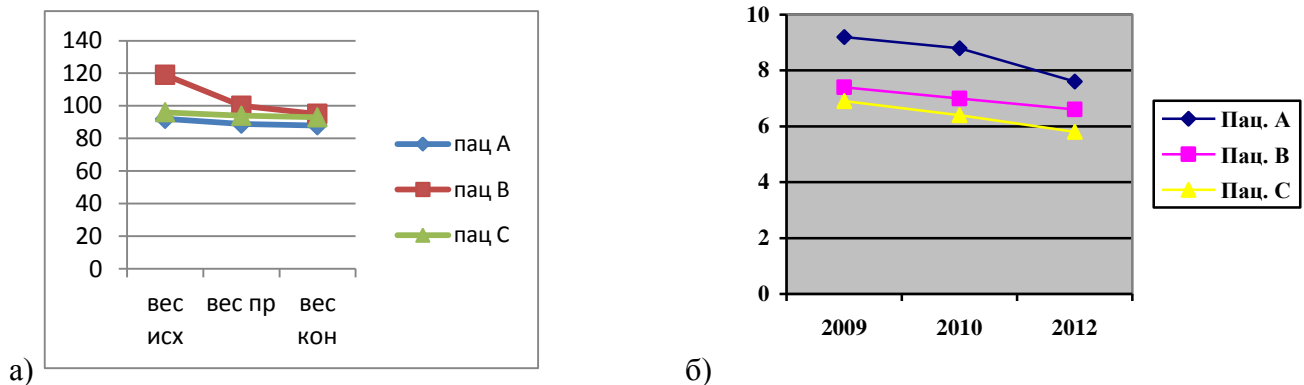 140
120
100
80
60
40
20
0
вес исх
вес пр
вес кон
пац А
пац В
пац С
а)
10
8
6
4
2
0
2009
2010
2012
Пац. А
Пац. В
Пац. С
б)